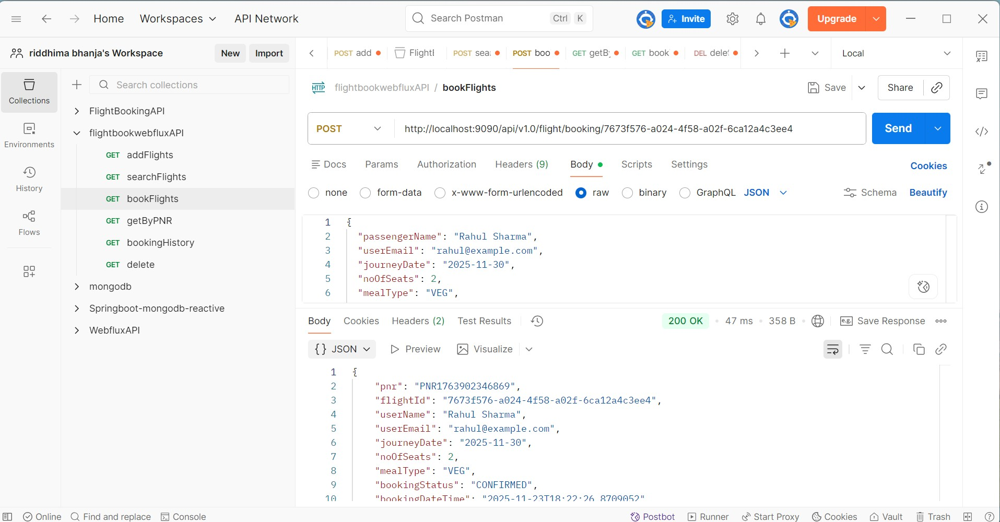 Home Workspaces API Network Search Postman Ctrl K Invite Upgrade
riddhima bhanja's Workspace New Import
POST add FlightB POST sea POST boo GET getBy GET book DEL delet Local
Collections
Environments
History
Flows
Search collections
FlightBookingAPI
flightbookwebfluxAPI
GET addFlights
GET searchFlights
GET bookFlights
GET getByPNR
GET bookingHistory
GET delete
mongodb
Springboot-mongodb-reactive
WebfluxAPI
HTTP flightbookwebfluxAPI / bookFlights Save Share
POST http://localhost:9090/api/v1.0/flight/booking/7673f576-a024-4f58-a02f-6ca12a4c3ee4 Send
Docs Params Authorization Headers (9) Body Scripts Settings Cookies
none form-data x-www-form-urlencoded raw binary GraphQL JSON Schema Beautify
1 {
2 "passengerName": "Rahul Sharma",
3 "userEmail": "rahul@example.com",
4 "journeyDate": "2025-11-30",
5 "noOfSeats": 2,
6 "mealType": "VEG",
Body Cookies Headers (2) Test Results 200 OK • 47 ms • 358 B • e.g. Save Response
{} JSON Preview Visualize
1 {
2 "pnr": "PNR1763902346869",
3 "flightId": "7673f576-a024-4f58-a02f-6ca12a4c3ee4",
4 "userName": "Rahul Sharma",
5 "userEmail": "rahul@example.com",
6 "journeyDate": "2025-11-30",
7 "noOfSeats": 2,
8 "mealType": "VEG",
9 "bookingStatus": "CONFIRMED",
10 "bookingDateTime": "2025-11-23T18:22:26.8709052"
Online Find and replace Console Postbot Runner Start Proxy Cookies Vault Trash